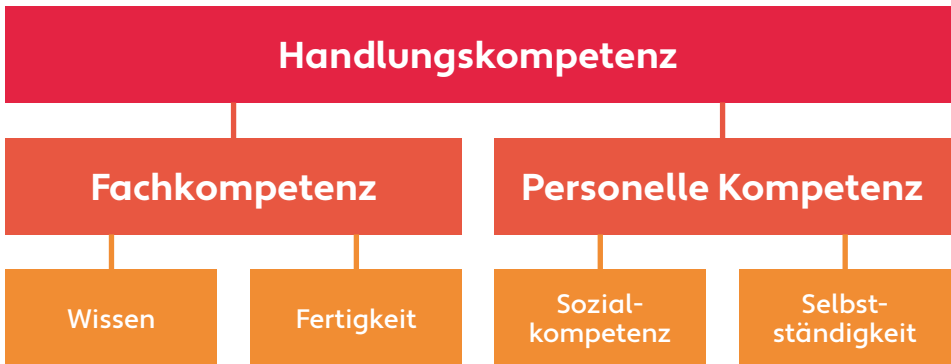 Handlungskompetenz
Fachkompetenz
Personelle Kompetenz
Wissen
Fertigkeit
Sozial-
kompetenz
Selbst-
ständigkeit